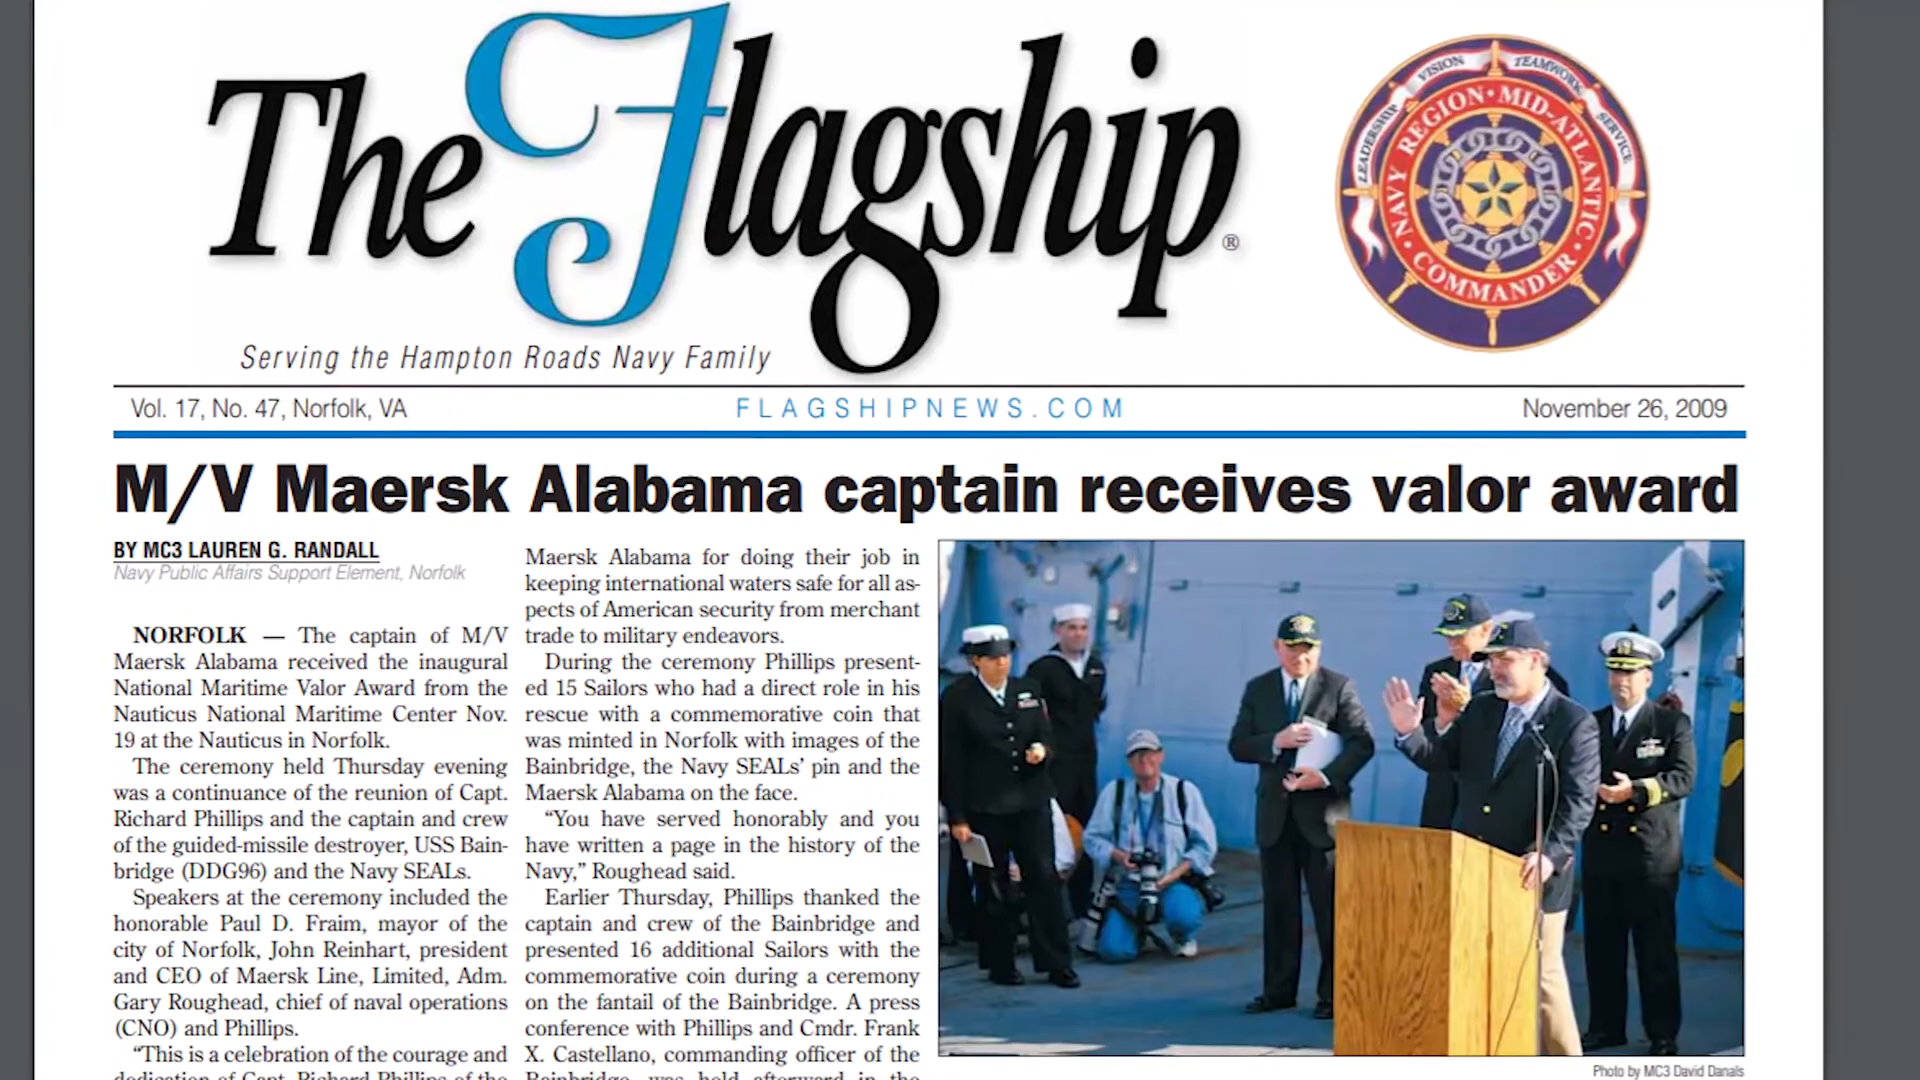 The Flagship®
LEADERSHIP VISION TEAMWORK SERVICE
NAVY REGION · MID-ATLANTIC · COMMANDER ·
Serving the Hampton Roads Navy Family
Vol. 17, No. 47, Norfolk, VA
FLAGSHIPNEWS.COM
November 26, 2009
M/V Maersk Alabama captain receives valor award
BY MC3 LAUREN G. RANDALL
Navy Public Affairs Support Element, Norfolk
NORFOLK — The captain of M/V
Maersk Alabama received the inaugural
National Maritime Valor Award from the
Nauticus National Maritime Center Nov.
19 at the Nauticus in Norfolk.
The ceremony held Thursday evening
was a continuance of the reunion of Capt.
Richard Phillips and the captain and crew
of the guided-missile destroyer, USS Bain-
bridge (DDG96) and the Navy SEALs.
Speakers at the ceremony included the
honorable Paul D. Fraim, mayor of the
city of Norfolk, John Reinhart, president
and CEO of Maersk Line, Limited, Adm.
Gary Roughead, chief of naval operations
(CNO) and Phillips.
“This is a celebration of the courage and
dedication of Capt. Richard Phillips of the
Maersk Alabama for doing their job in
keeping international waters safe for all as-
pects of American security from merchant
trade to military endeavors.
During the ceremony Phillips present-
ed 15 Sailors who had a direct role in his
rescue with a commemorative coin that
was minted in Norfolk with images of the
Bainbridge, the Navy SEALs’ pin and the
Maersk Alabama on the face.
“You have served honorably and you
have written a page in the history of the
Navy,” Roughead said.
Earlier Thursday, Phillips thanked the
captain and crew of the Bainbridge and
presented 16 additional Sailors with the
commemorative coin during a ceremony
on the fantail of the Bainbridge. A press
conference with Phillips and Cmdr. Frank
X. Castellano, commanding officer of the
Bainbridge, was held afterward in the
Photo by MC3 David Danals